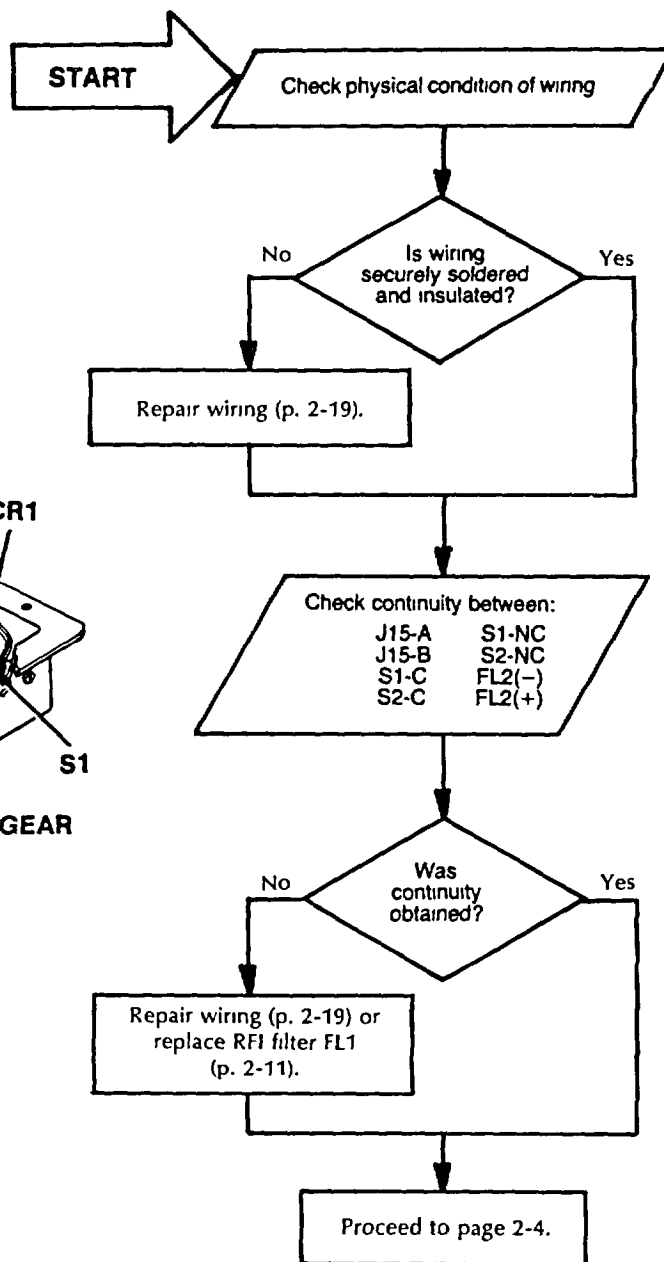 START
Check physical condition of wiring
Is wiring
securely soldered
and insulated?
No
Yes
Repair wiring (p. 2-19).
CR1
S1
GEAR
Check continuity between:
J15-A S1-NC
J15-B S2-NC
S1-C FL2(−)
S2-C FL2(+)
Was
continuity
obtained?
No
Yes
Repair wiring (p. 2-19) or
replace RFI filter FL1
(p. 2-11).
Proceed to page 2-4.